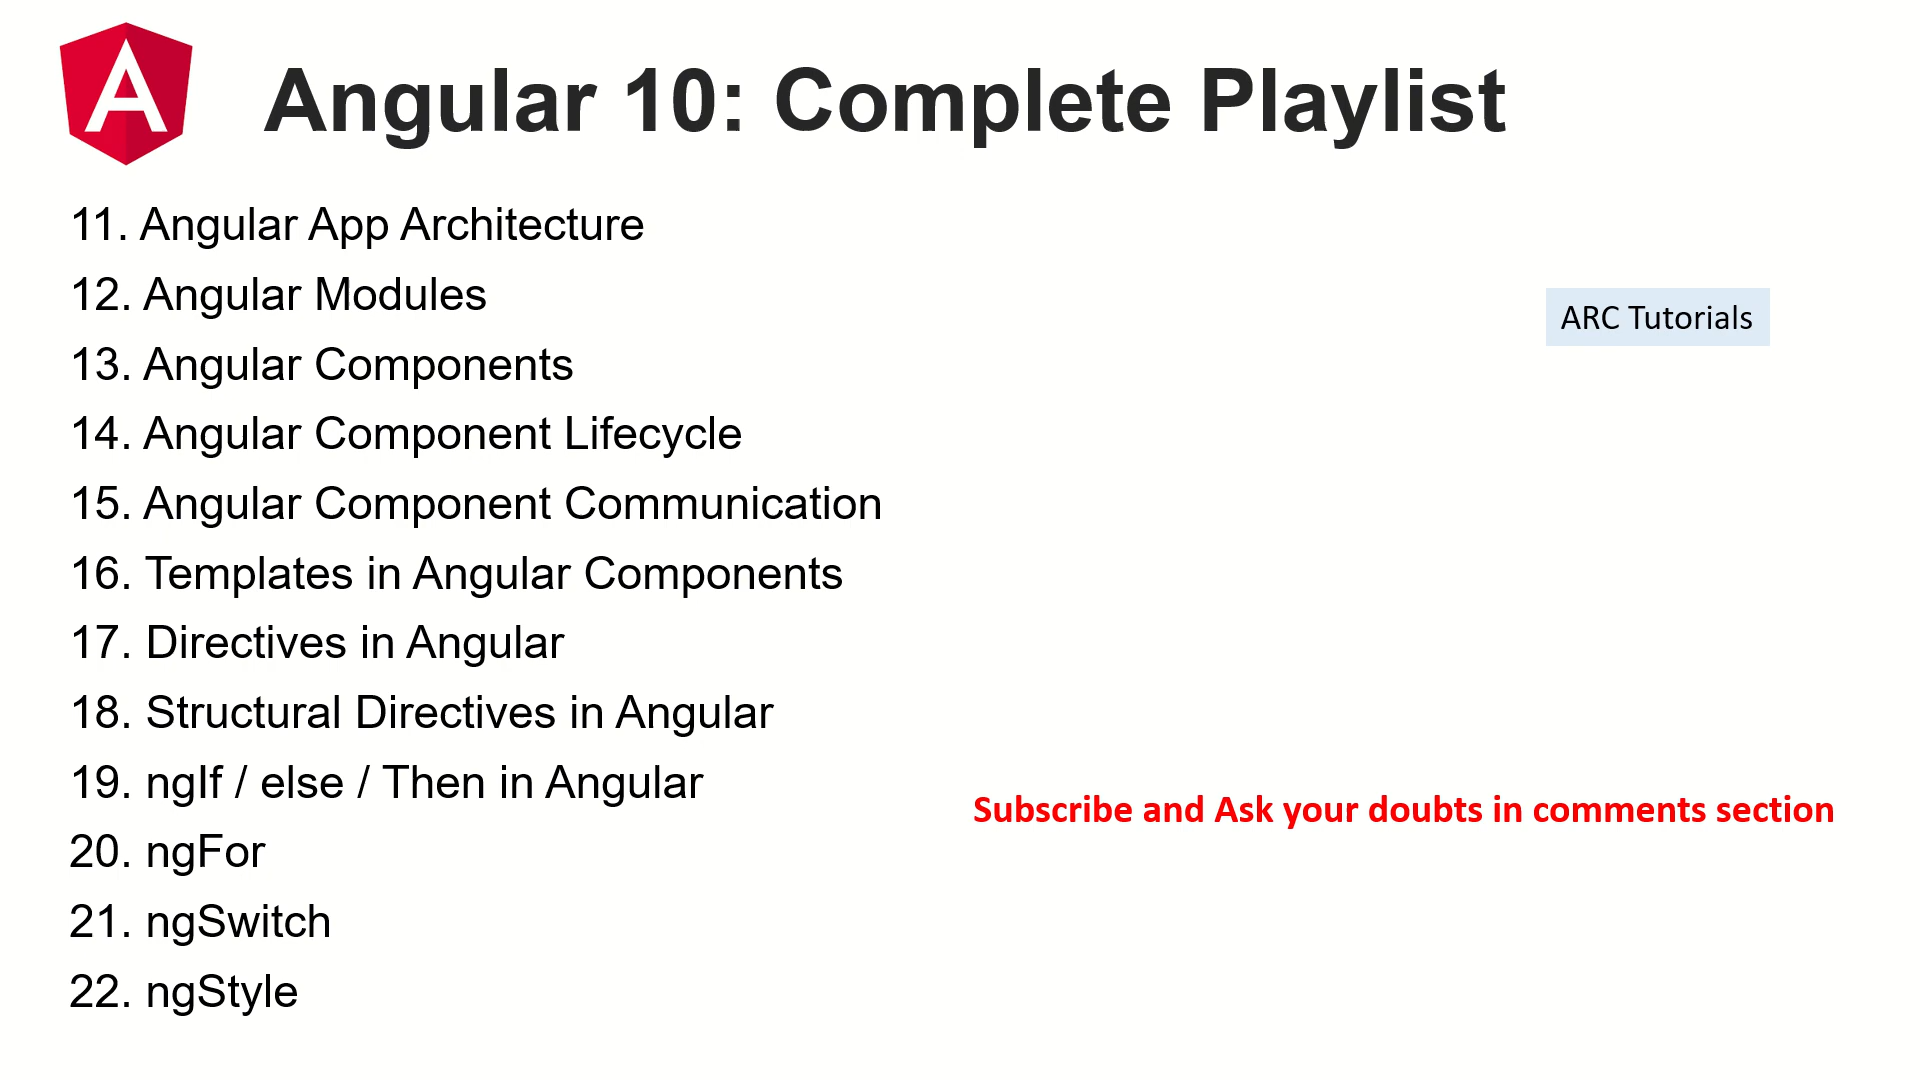 Angular 10: Complete Playlist
11. Angular App Architecture
12. Angular Modules
13. Angular Components
14. Angular Component Lifecycle
15. Angular Component Communication
16. Templates in Angular Components
17. Directives in Angular
18. Structural Directives in Angular
19. ngIf / else / Then in Angular
20. ngFor
21. ngSwitch
22. ngStyle
ARC Tutorials
Subscribe and Ask your doubts in comments section